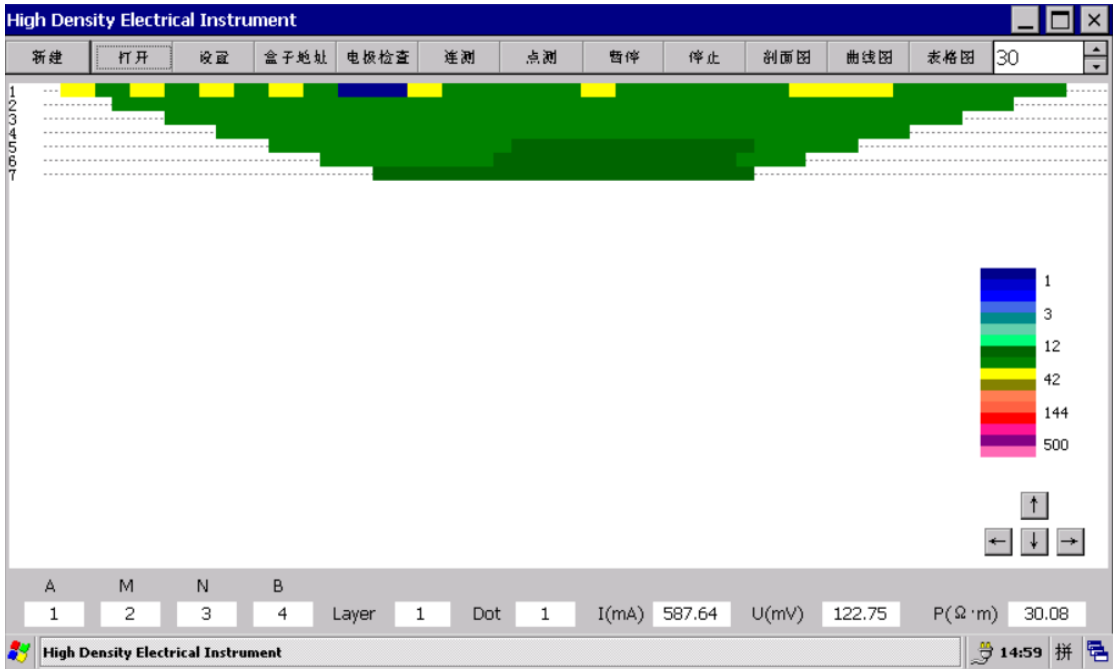 High Density Electrical Instrument
新建 打开 设置 盒子地址 电极检查 连测 点测 暂停 停止 剖面图 曲线图 表格图 30
1
2
3
4
5
6
7
1
3
12
42
144
500
↑
← ↓ →
A M N B
1 2 3 4 Layer 1 Dot 1 I(mA) 587.64 U(mV) 122.75 P(Ω·m) 30.08
High Density Electrical Instrument 14:59 拼